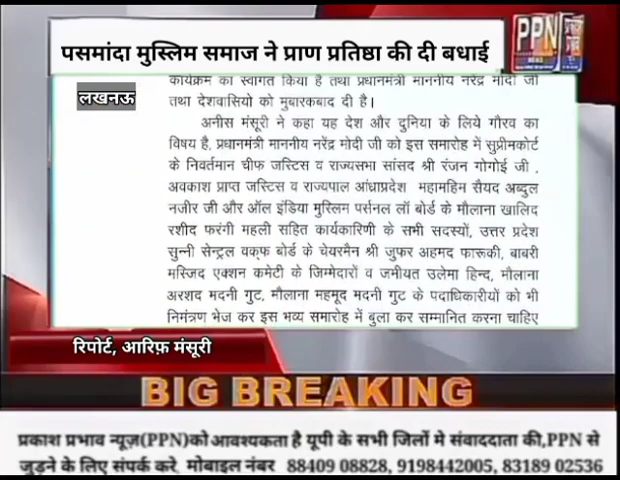 पसमांदा मुस्लिम समाज ने प्राण प्रतिष्ठा की दी बधाई
PPN
NEWS
लखनऊ
कार्यक्रम का स्वागत किया है तथा प्रधानमंत्री माननीय नरेंद्र मोदी जी
तथा देशवासियो को मुबारकबाद दी है।
अनीस मंसूरी ने कहा यह देश और दुनिया के लिये गौरव का
विषय है, प्रधानमंत्री माननीय नरेंद्र मोदी जी को इस समारोह में सुप्रीमकोर्ट
के निवर्तमान चीफ जस्टिस व राज्यसभा सांसद श्री रंजन गोगोई जी ,
अवकाश प्राप्त जस्टिस व राज्यपाल आंध्राप्रदेश महामहिम सैयद अब्दुल
नजीर जी और ऑल इंडिया मुस्लिम पर्सनल लॉ बोर्ड के मौलाना खालिद
रशीद फरंगी महली सहित कार्यकारिणी के सभी सदस्यों, उत्तर प्रदेश
सुन्नी सेन्ट्रल वक्फ बोर्ड के चेयरमैन श्री जुफर अहमद फारूकी, बाबरी
मस्जिद एक्शन कमेटी के जिम्मेदारों व जमीयत उलेमा हिन्द, मौलाना
अरशद मदनी गुट, मौलाना महमूद मदनी गुट के पदाधिकारीयों को भी
निमंत्रण भेज कर इस भव्य समारोह में बुला कर सम्मानित करना चाहिए
रिपोर्ट, आरिफ़ मंसूरी
BIG BREAKING
प्रकाश प्रभाव न्यूज़(PPN)को आवश्यकता है यूपी के सभी जिलों मे संवाददाता की,PPN से
जुड़ने के लिए संपर्क करे, मोबाइल नंबर 88409 08828, 9198442005, 83189 02536